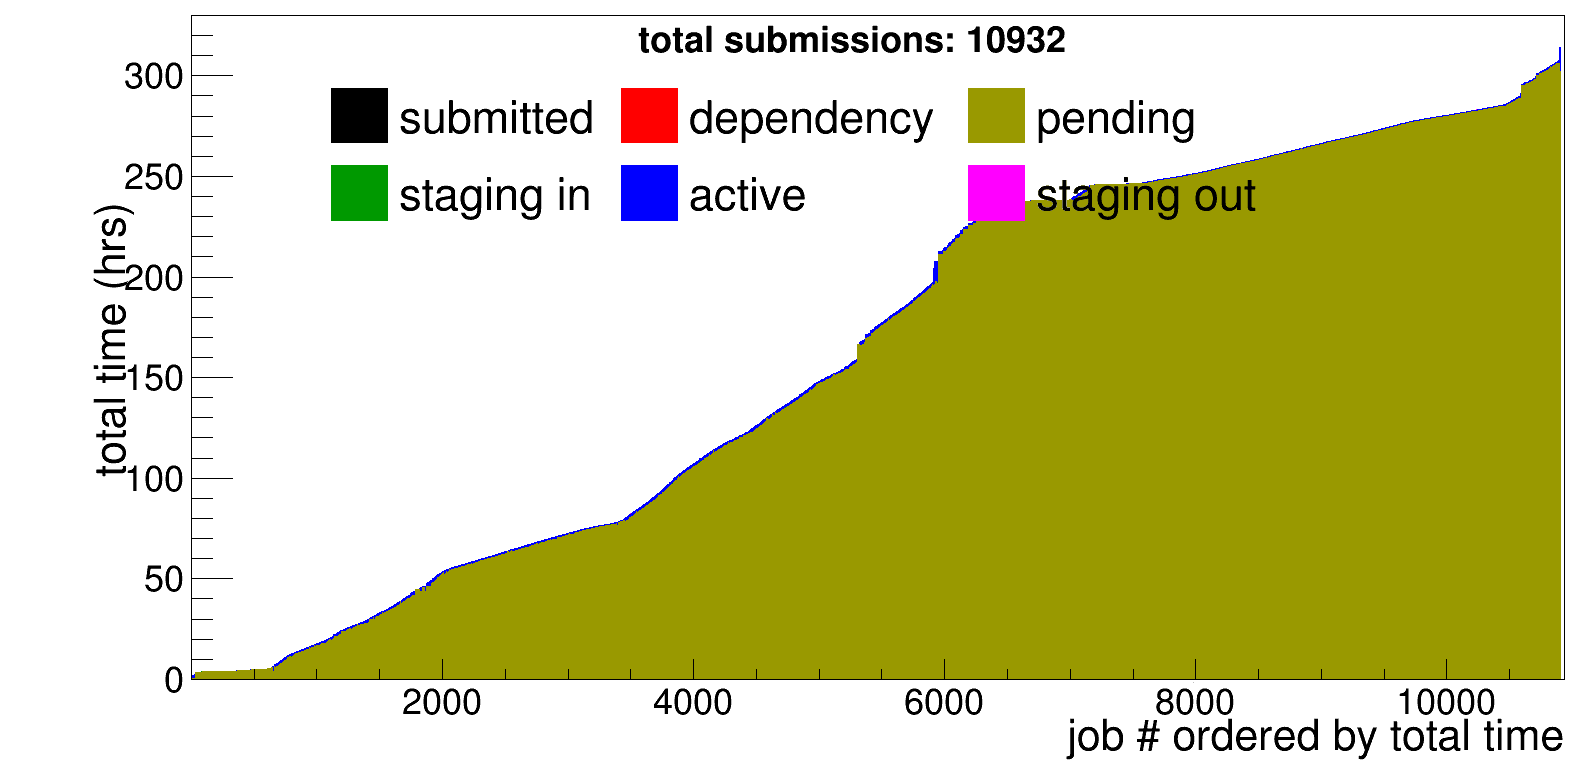 total submissions: 10932
submitted
dependency
pending
staging in
active
staging out
total time (hrs)
300
250
200
150
100
50
0
2000
4000
6000
8000
10000
job # ordered by total time